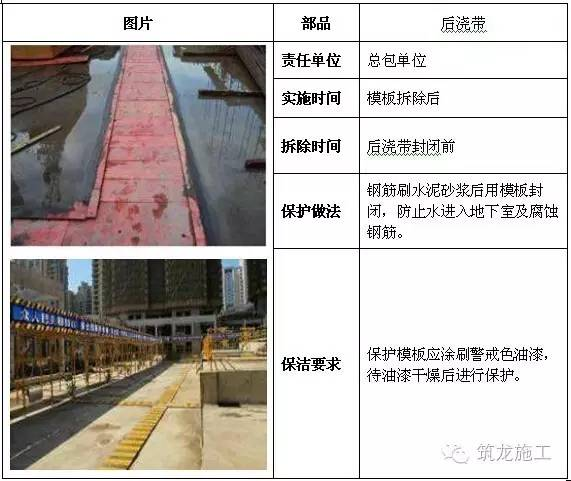 图片
部品
后浇带
责任单位
总包单位
实施时间
模板拆除后
拆除时间
后浇带封闭前
保护做法
钢筋刷水泥砂浆后用模板封
闭，防止水进入地下室及腐蚀
钢筋。
保洁要求
保护模板应涂刷警戒色油漆，
待油漆干燥后进行保护。
筑龙施工